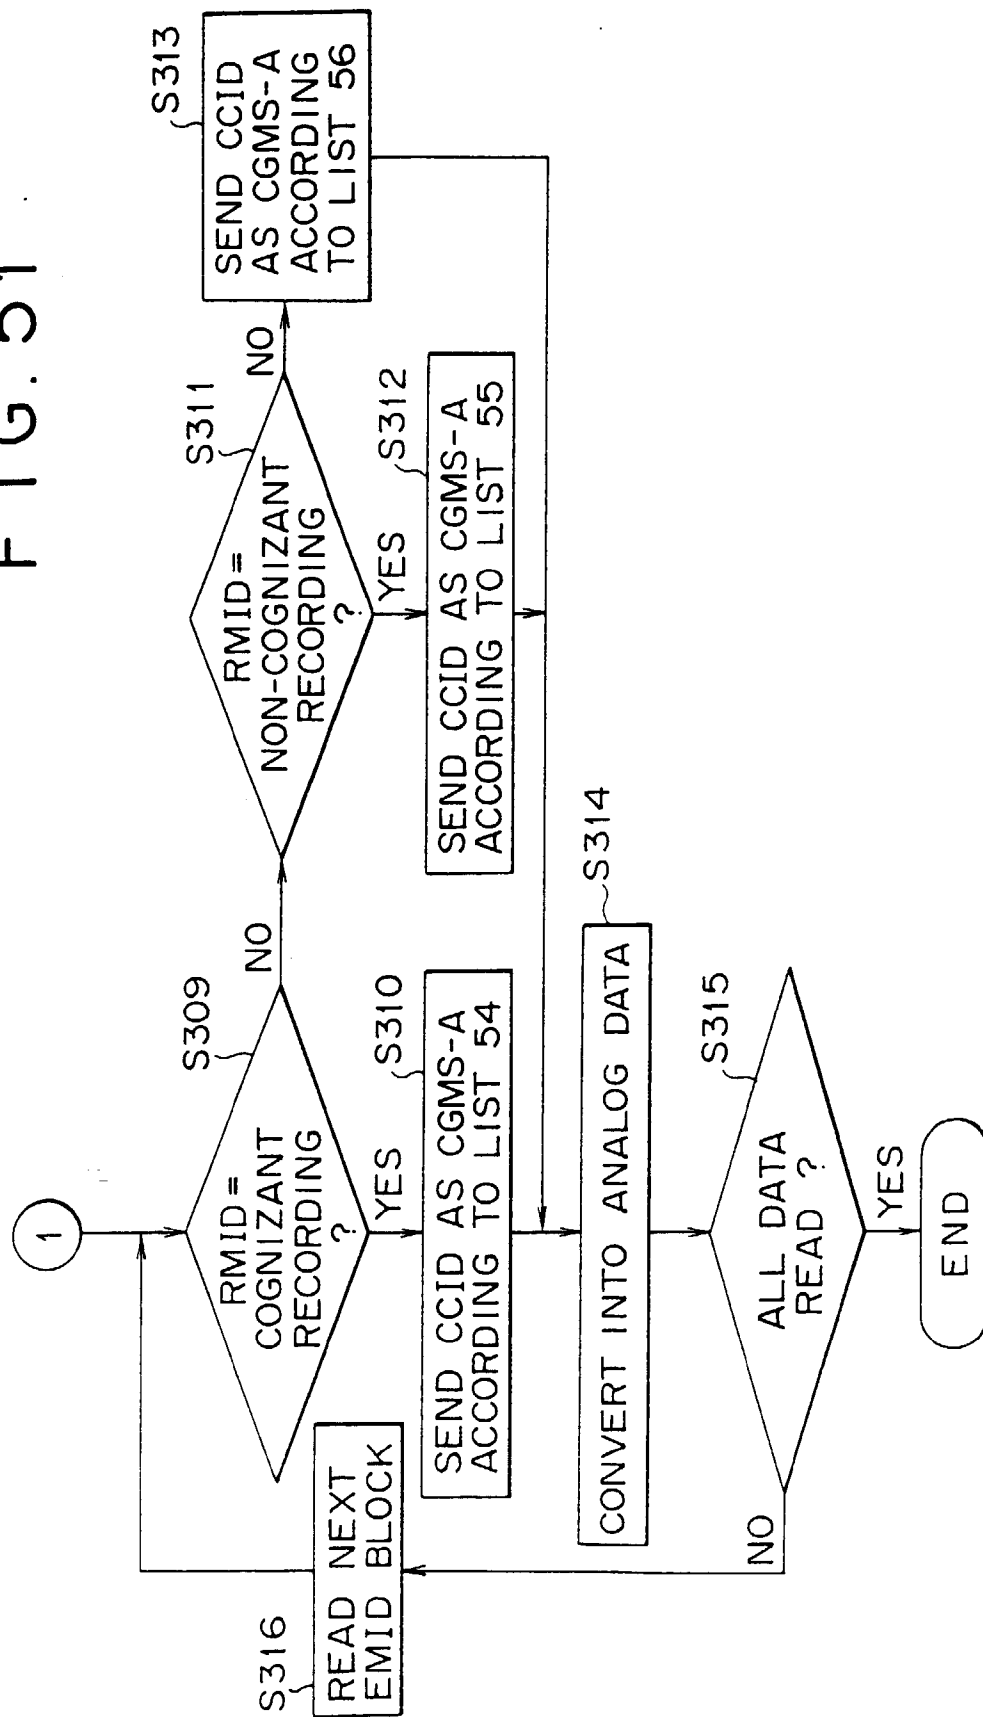 FIG. 51
1
S309
RMID=
COGNIZANT
RECORDING
?
NO
YES
S311
RMID=
NON-COGNIZANT
RECORDING
?
NO
YES
S313
SEND CCID
AS CGMS-A
ACCORDING
TO LIST 56
S310
SEND CCID AS CGMS-A
ACCORDING TO LIST 54
S312
SEND CCID AS CGMS-A
ACCORDING TO LIST 55
S316
READ NEXT
EMID BLOCK
S314
CONVERT INTO ANALOG DATA
S315
ALL DATA
READ ?
NO
YES
END